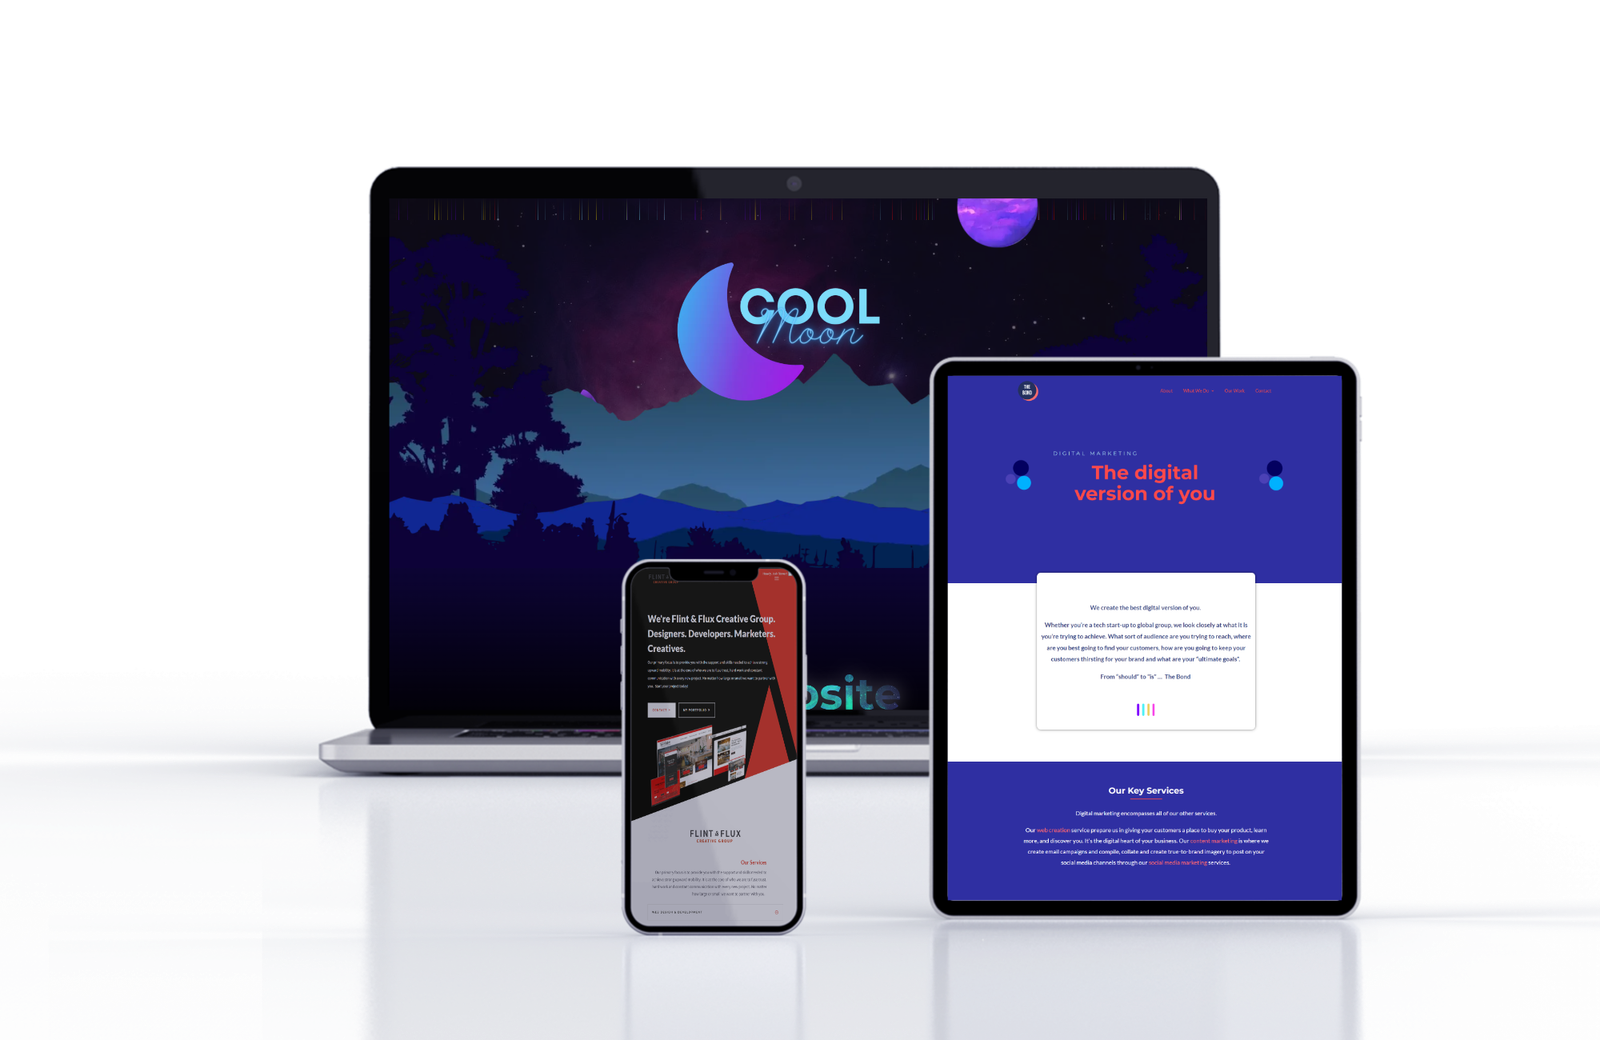 COOL
Moon
osite
THE
BOND
About
What We Do
Our Work
Contact
DIGITAL MARKETING
The digital
version of you
We create the best digital version of you.
Whether you're a tech start-up to global group, we look closely at what it is
you're trying to achieve. What sort of audience are you trying to reach, where
are you best going to find your customers, how are you going to keep your
customers thirsting for your brand and what are your "ultimate goals".
From "should" to "is" ... The Bond
Our Key Services
Digital marketing encompasses all of our other services.
Our web creation service prepare us in giving your customers a place to buy your product, learn
more, and discover you. It's the digital heart of your business. Our content marketing is where we
create email campaigns and compile, collate and create true-to-brand imagery to post on your
social media channels through our social media marketing services.
We're Flint & Flux Creative Group.
Designers. Developers. Marketers.
Creatives.
CONTACT
MY PORTFOLIO
FLINT & FLUX
CREATIVE GROUP
Our Services
WEB DESIGN & DEVELOPMENT